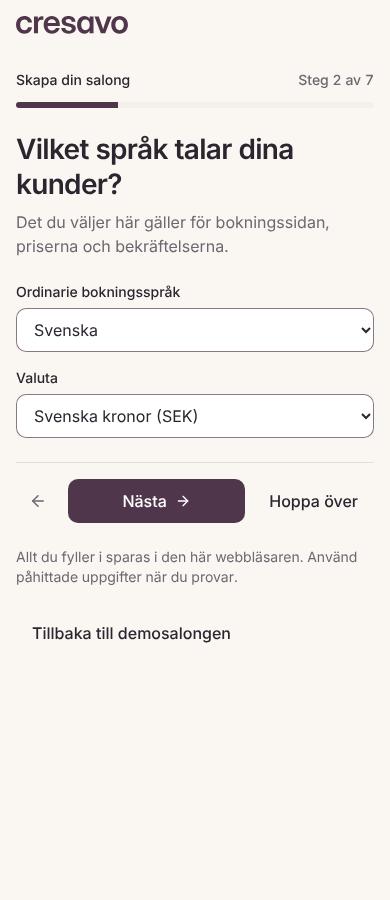 cresavo
Skapa din salong
Steg 2 av 7
Vilket språk talar dina
kunder?
Det du väljer här gäller för bokningssidan,
priserna och bekräftelserna.
Ordinarie bokningsspråk
Svenska
Valuta
Svenska kronor (SEK)
Nästa
Hoppa över
Allt du fyller i sparas i den här webbläsaren. Använd
påhittade uppgifter när du provar.
Tillbaka till demosalongen